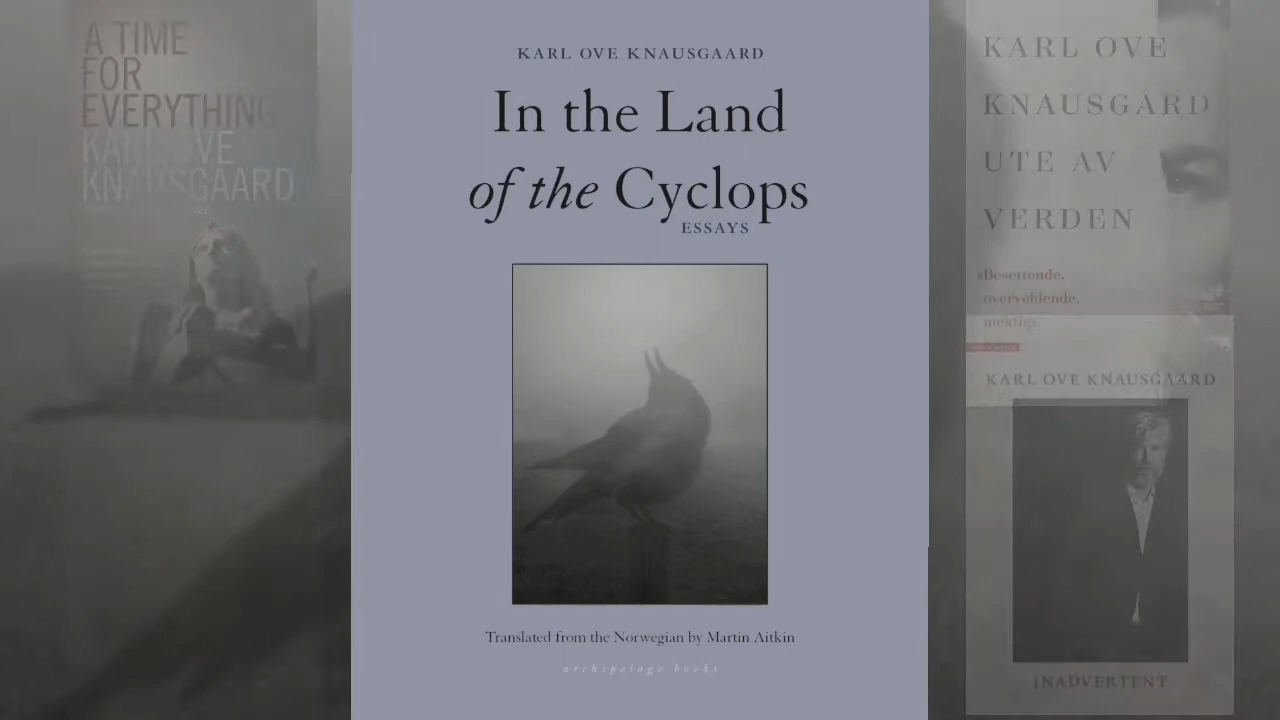 A TIME
FOR
EVERYTHING
KARL OVE
KNAUSGAARD
KARL OVE KNAUSGAARD
In the Land
of the Cyclops
ESSAYS
Translated from the Norwegian by Martin Aitkin
archipelago books
KARL OVE
KNAUSGÅRD
UTE AV
VERDEN
«Besettende,
overveldende,
mektig»
KARL OVE KNAUSGAARD
INADVERTENT